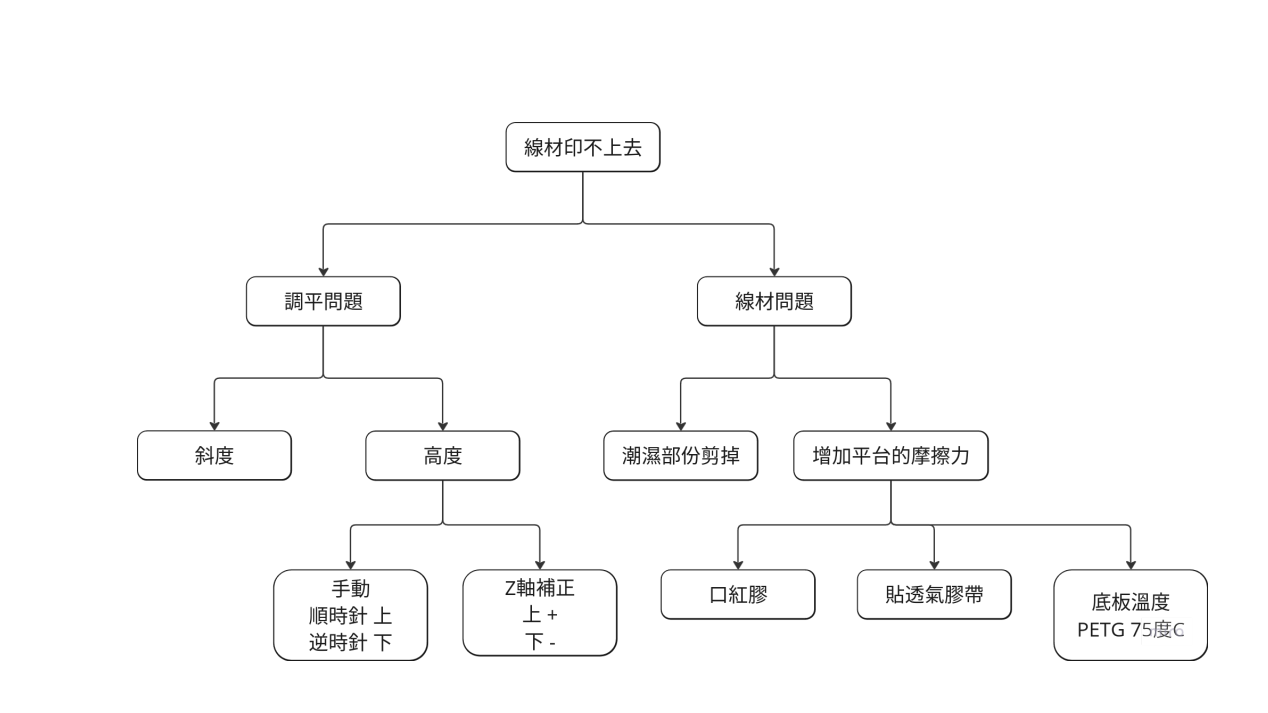 線材印不上去
調平問題
線材問題
斜度
高度
潮濕部份剪掉
增加平台的摩擦力
手動
順時針 上
逆時針 下
Z軸補正
上 +
下 -
口紅膠
貼透氣膠帶
底板溫度
PETG 75度C